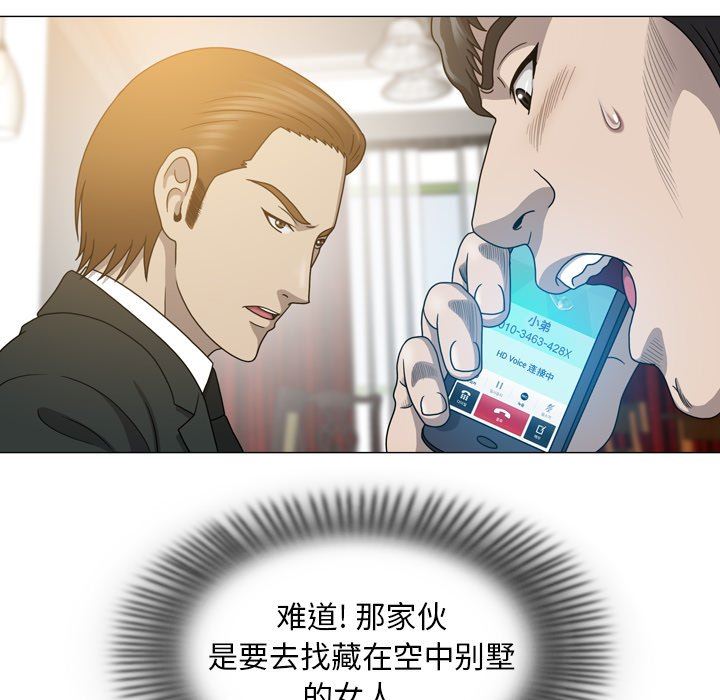 小弟
010-3463-428X
HD Voice 连接中
难道! 那家伙
是要去找藏在空中别墅
的女人